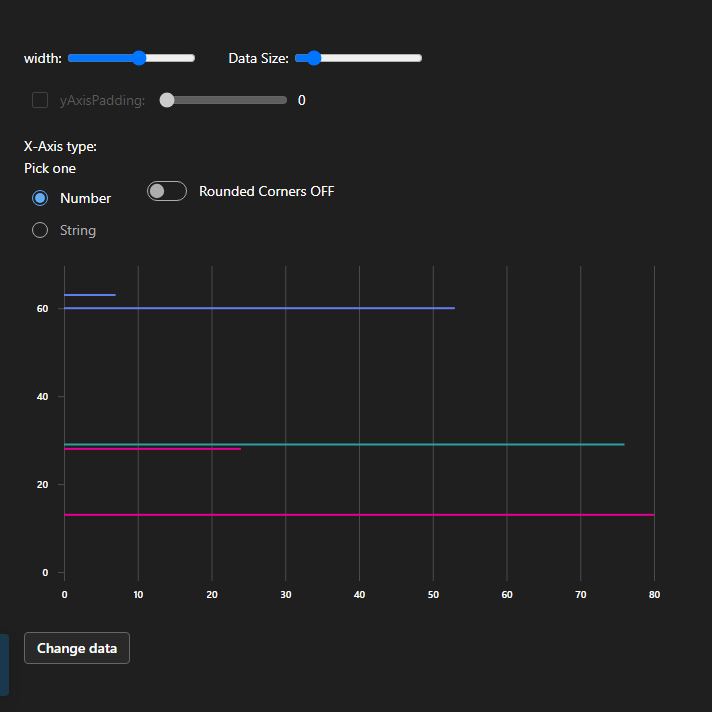 width: Data Size:
yAxisPadding: 0
X-Axis type:
Pick one
Number Rounded Corners OFF
String
60
40
20
0
0 10 20 30 40 50 60 70 80
Change data